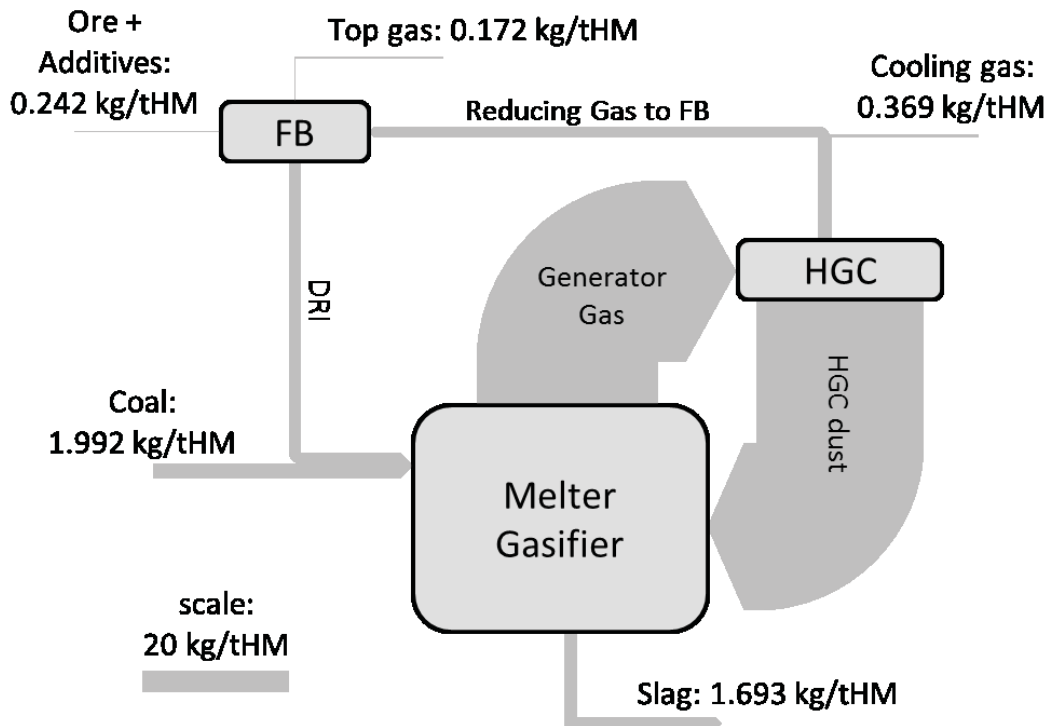 Ore +
Additives:
0.242 kg/tHM
Top gas: 0.172 kg/tHM
Cooling gas:
0.369 kg/tHM
Reducing Gas to FB
FB
HGC
Generator
Gas
DRI
HGC dust
Coal:
1.992 kg/tHM
Melter
Gasifier
scale:
20 kg/tHM
Slag: 1.693 kg/tHM